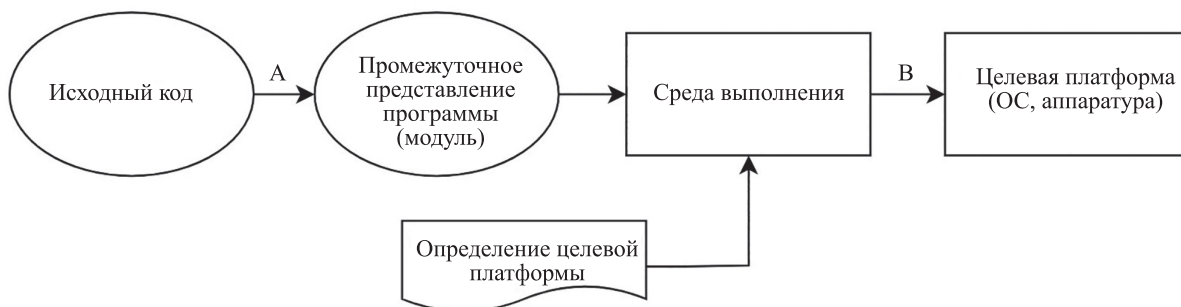 Исходный код
A
Промежуточное
представление
программы
(модуль)
Среда выполнения
B
Целевая платформа
(ОС, аппаратура)
Определение целевой
платформы